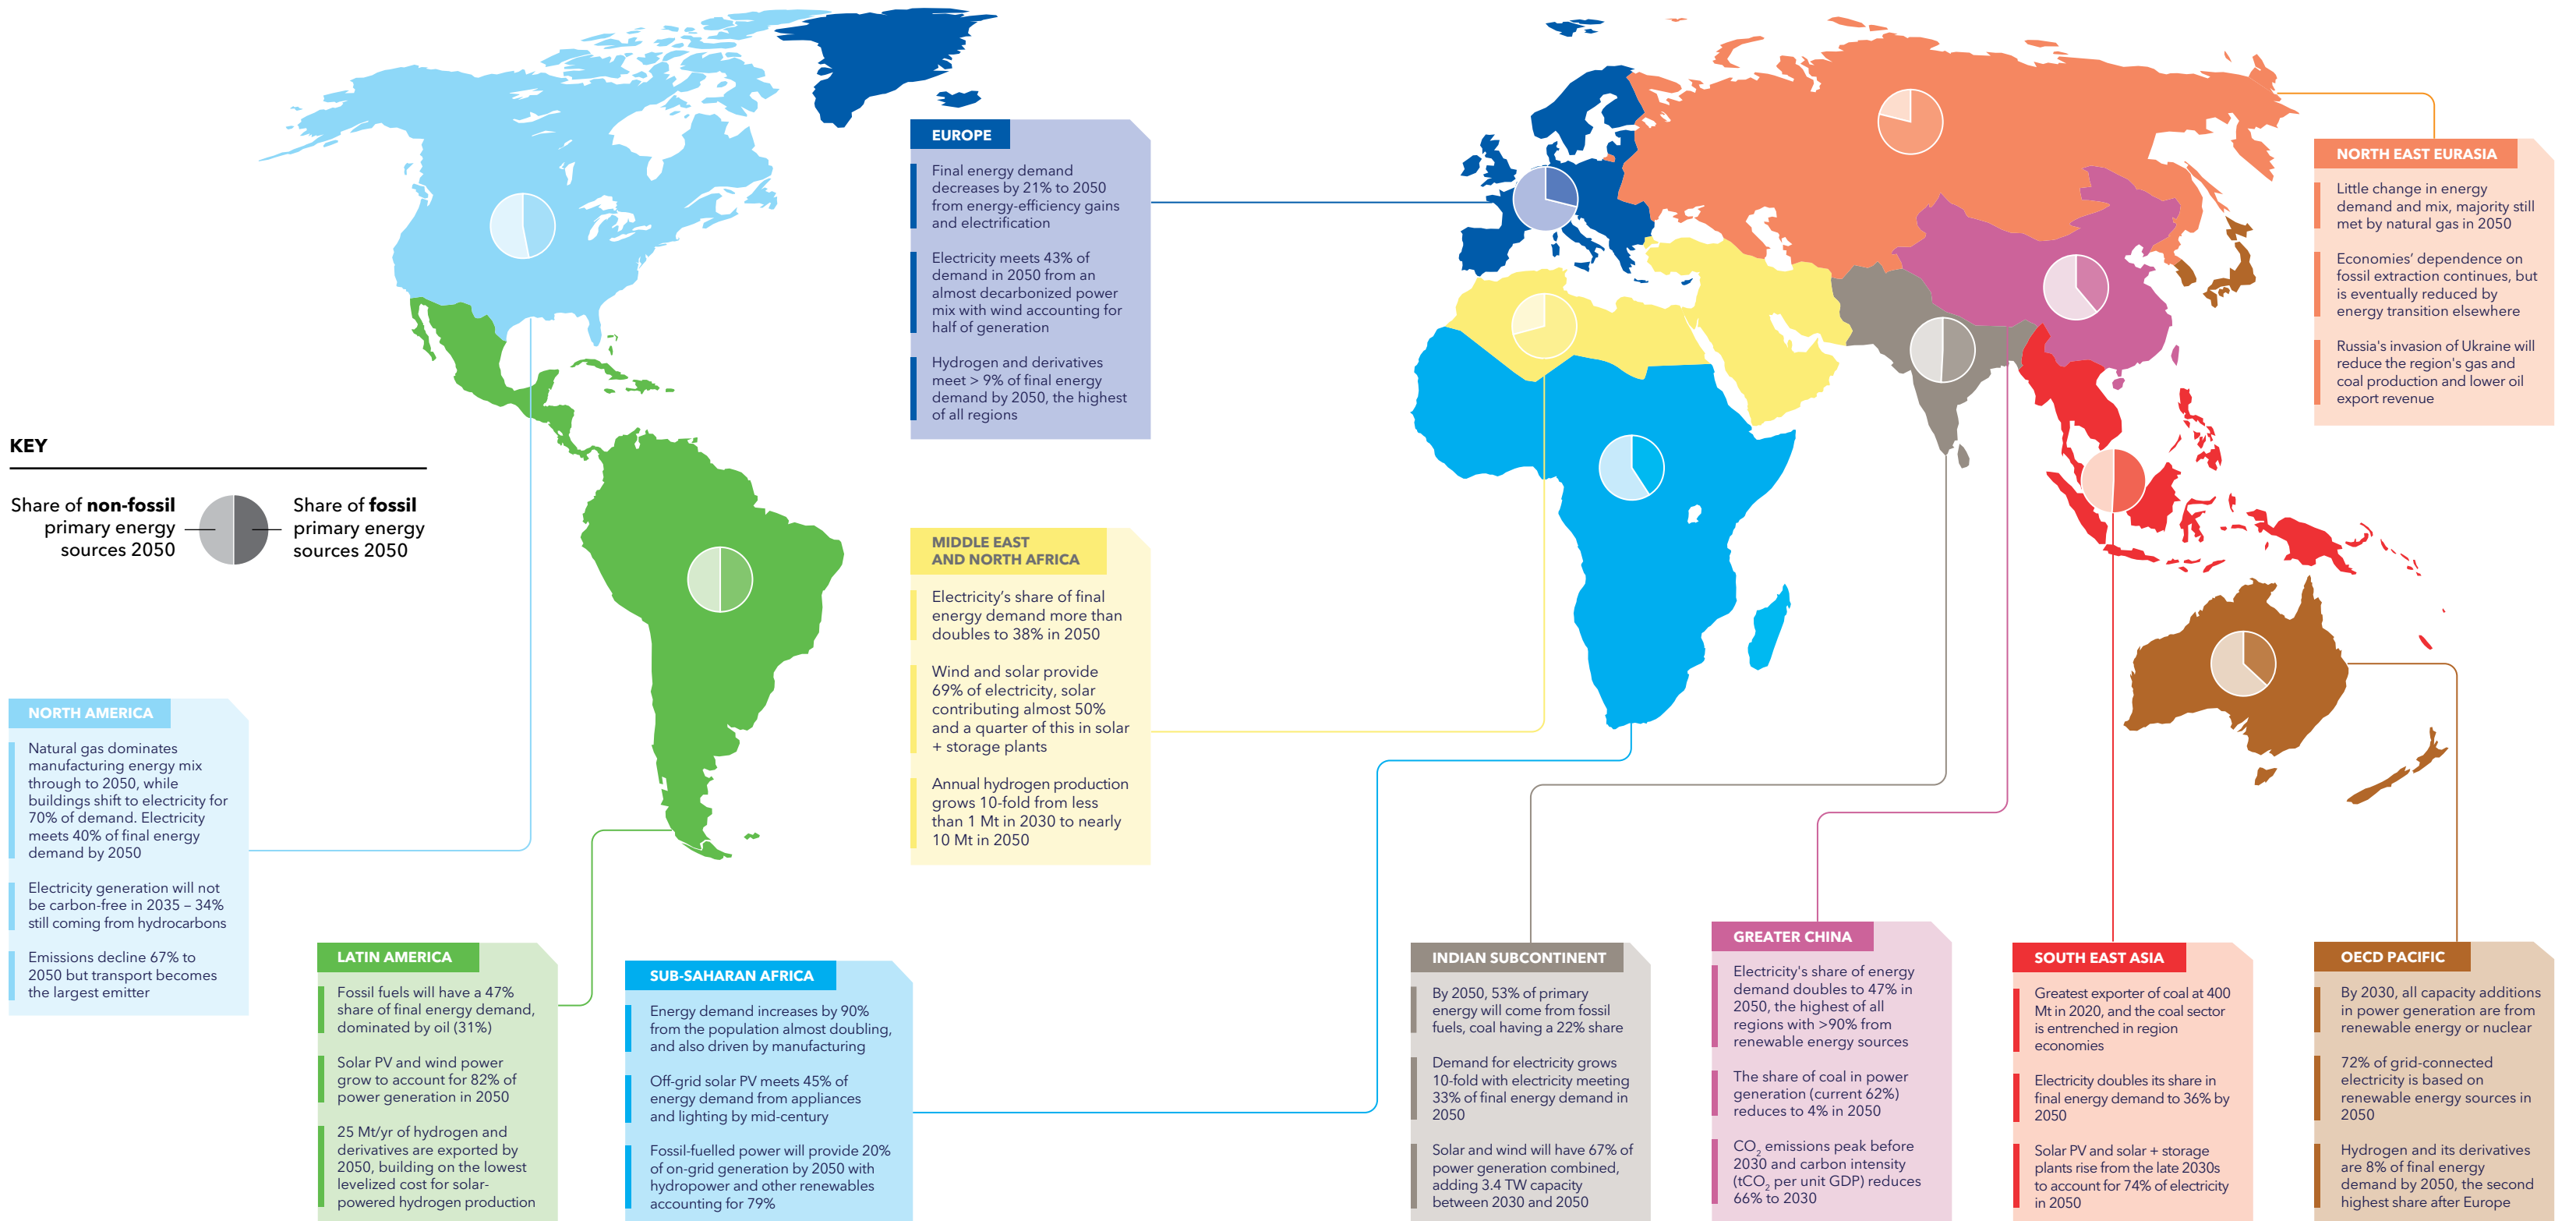 EUROPE
Final energy demand
decreases by 21% to 2050
from energy-efficiency gains
and electrification
Electricity meets 43% of
demand in 2050 from an
almost decarbonized power
mix with wind accounting for
half of generation
Hydrogen and derivatives
meet > 9% of final energy
demand by 2050, the highest
of all regions
NORTH EAST EURASIA
Little change in energy
demand and mix, majority still
met by natural gas in 2050
Economies’ dependence on
fossil extraction continues, but
is eventually reduced by
energy transition elsewhere
Russia's invasion of Ukraine will
reduce the region's gas and
coal production and lower oil
export revenue
KEY
Share of non-fossil
primary energy
sources 2050
Share of fossil
primary energy
sources 2050
MIDDLE EAST
AND NORTH AFRICA
Electricity’s share of final
energy demand more than
doubles to 38% in 2050
Wind and solar provide
69% of electricity, solar
contributing almost 50%
and a quarter of this in solar
+ storage plants
Annual hydrogen production
grows 10-fold from less
than 1 Mt in 2030 to nearly
10 Mt in 2050
NORTH AMERICA
Natural gas dominates
manufacturing energy mix
through to 2050, while
buildings shift to electricity for
70% of demand. Electricity
meets 40% of final energy
demand by 2050
Electricity generation will not
be carbon-free in 2035 – 34%
still coming from hydrocarbons
Emissions decline 67% to
2050 but transport becomes
the largest emitter
LATIN AMERICA
Fossil fuels will have a 47%
share of final energy demand,
dominated by oil (31%)
Solar PV and wind power
grow to account for 82% of
power generation in 2050
25 Mt/yr of hydrogen and
derivatives are exported by
2050, building on the lowest
levelized cost for solar-
powered hydrogen production
SUB-SAHARAN AFRICA
Energy demand increases by 90%
from the population almost doubling,
and also driven by manufacturing
Off-grid solar PV meets 45% of
energy demand from appliances
and lighting by mid-century
Fossil-fuelled power will provide 20%
of on-grid generation by 2050 with
hydropower and other renewables
accounting for 79%
INDIAN SUBCONTINENT
By 2050, 53% of primary
energy will come from fossil
fuels, coal having a 22% share
Demand for electricity grows
10-fold with electricity meeting
33% of final energy demand in
2050
Solar and wind will have 67% of
power generation combined,
adding 3.4 TW capacity
between 2030 and 2050
GREATER CHINA
Electricity's share of energy
demand doubles to 47% in
2050, the highest of all
regions with >90% from
renewable energy sources
The share of coal in power
generation (current 62%)
reduces to 4% in 2050
CO₂ emissions peak before
2030 and carbon intensity
(tCO₂ per unit GDP) reduces
66% to 2030
SOUTH EAST ASIA
Greatest exporter of coal at 400
Mt in 2020, and the coal sector
is entrenched in region
economies
Electricity doubles its share in
final energy demand to 36% by
2050
Solar PV and solar + storage
plants rise from the late 2030s
to account for 74% of electricity
in 2050
OECD PACIFIC
By 2030, all capacity additions
in power generation are from
renewable energy or nuclear
72% of grid-connected
electricity is based on
renewable energy sources in
2050
Hydrogen and its derivatives
are 8% of final energy
demand by 2050, the second
highest share after Europe